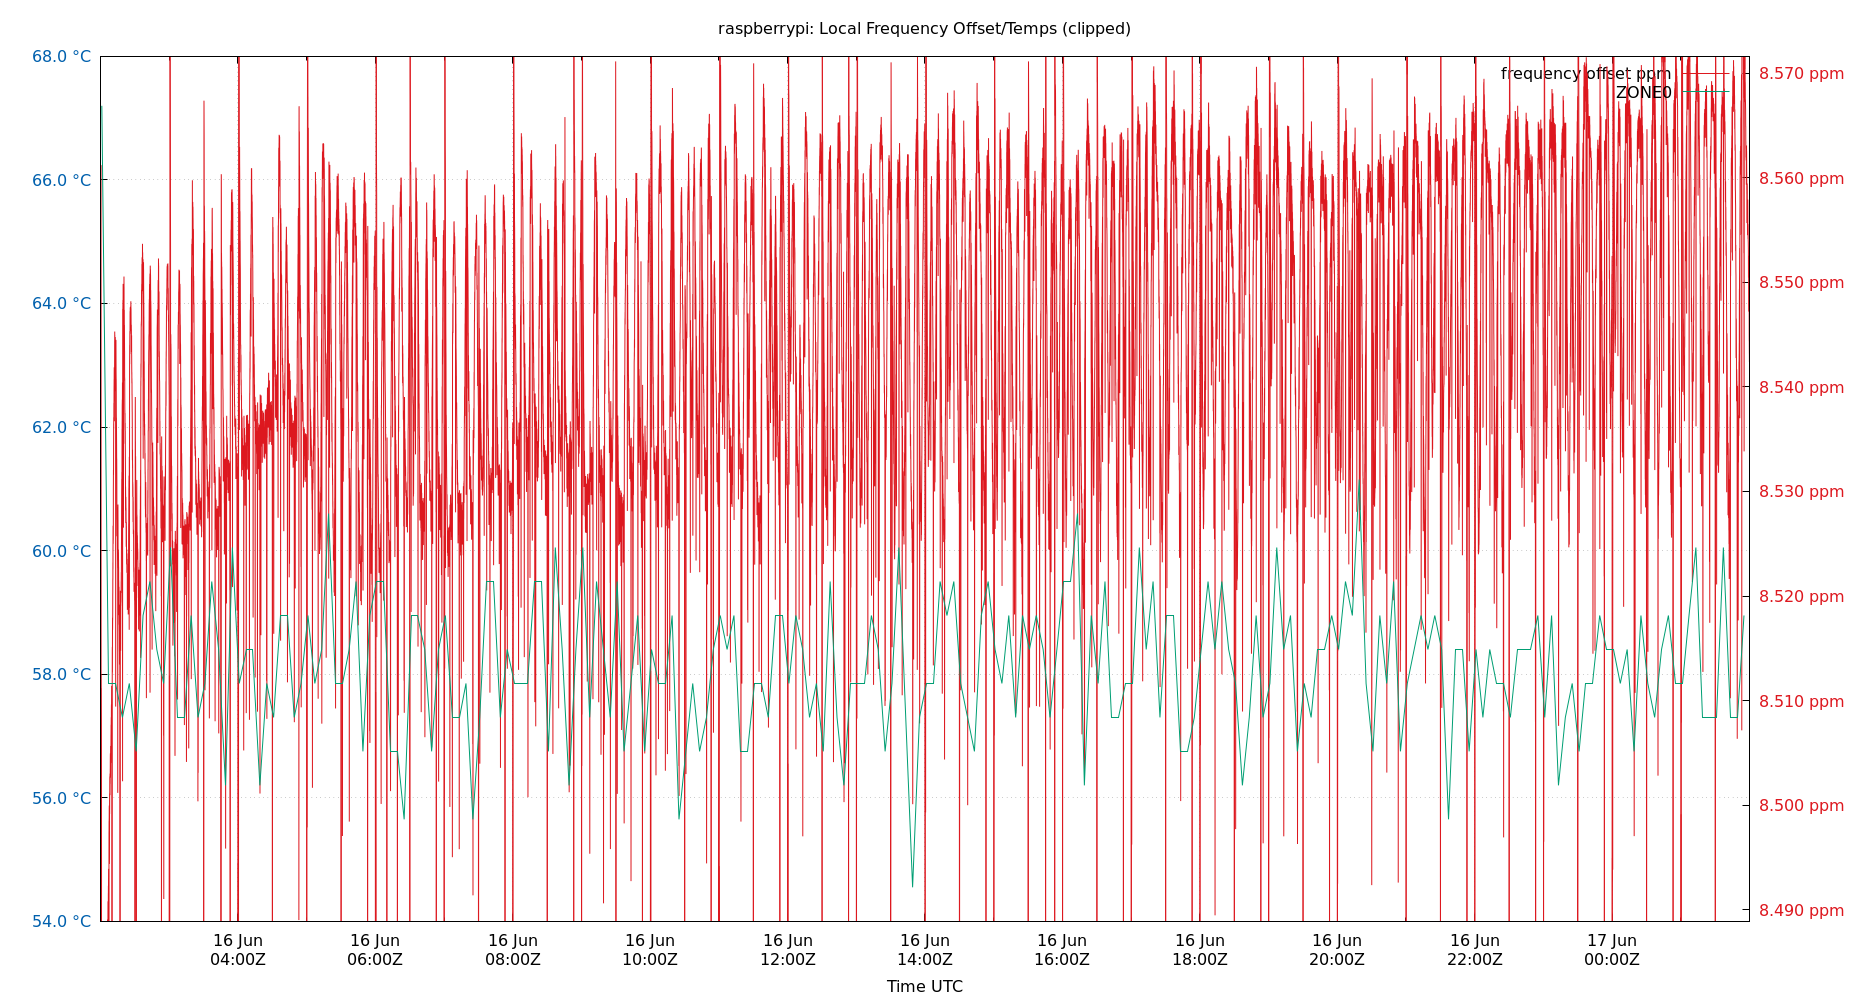 raspberrypi: Local Frequency Offset/Temps (clipped)
68.0 °C
66.0 °C
64.0 °C
62.0 °C
60.0 °C
58.0 °C
56.0 °C
54.0 °C
frequency offset ppm
ZONE0
8.570 ppm
8.560 ppm
8.550 ppm
8.540 ppm
8.530 ppm
8.520 ppm
8.510 ppm
8.500 ppm
8.490 ppm
16 Jun 16 Jun 16 Jun 16 Jun 16 Jun 16 Jun 16 Jun 16 Jun 16 Jun 16 Jun 17 Jun
04:00Z 06:00Z 08:00Z 10:00Z 12:00Z 14:00Z 16:00Z 18:00Z 20:00Z 22:00Z 00:00Z
Time UTC